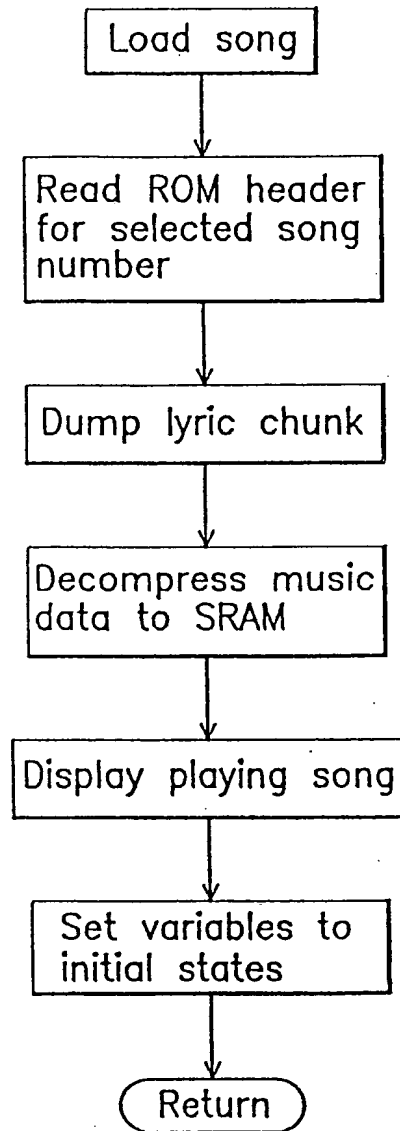 Load song
Read ROM header
for selected song
number
Dump lyric chunk
Decompress music
data to SRAM
Display playing song
Set variables to
initial states
Return